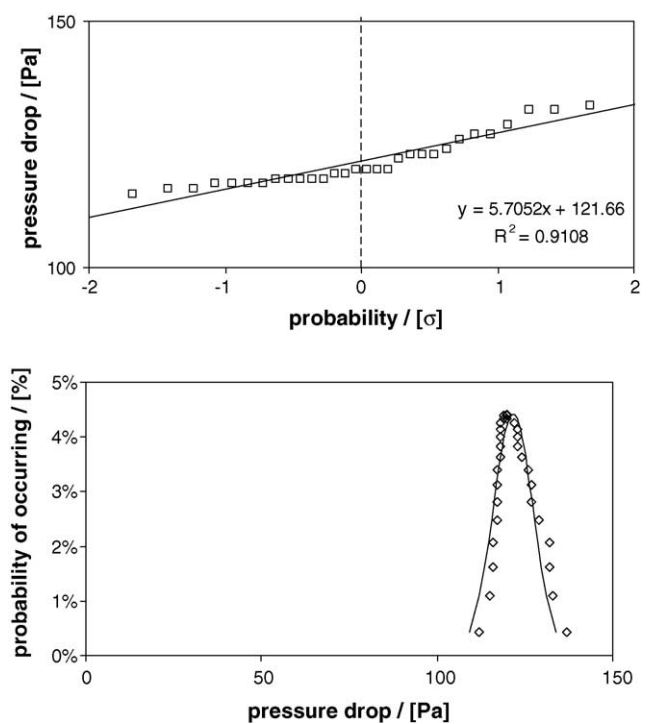 150
pressure drop / [Pa]
y = 5.7052x + 121.66
R² = 0.9108
100
-2 -1 0 1 2
probability / [σ]
5%
4%
3%
2%
1%
0%
probability of occurring / [%]
0 50 100 150
pressure drop / [Pa]